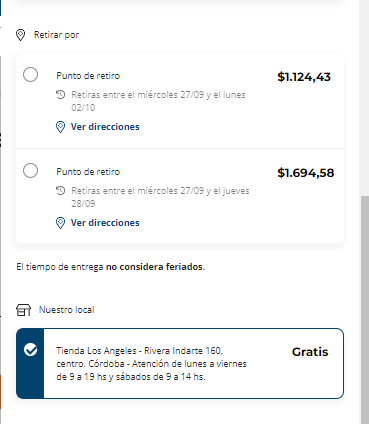 Retirar por
Punto de retiro
$1.124,43
Retiras entre el miércoles 27/09 y el lunes
02/10
Ver direcciones
Punto de retiro
$1.694,58
Retiras entre el miércoles 27/09 y el jueves
28/09
Ver direcciones
El tiempo de entrega no considera feriados.
Nuestro local
Tienda Los Angeles - Rivera Indarte 160,
centro. Córdoba - Atención de lunes a viernes
de 9 a 19 hs y sábados de 9 a 14 hs.
Gratis